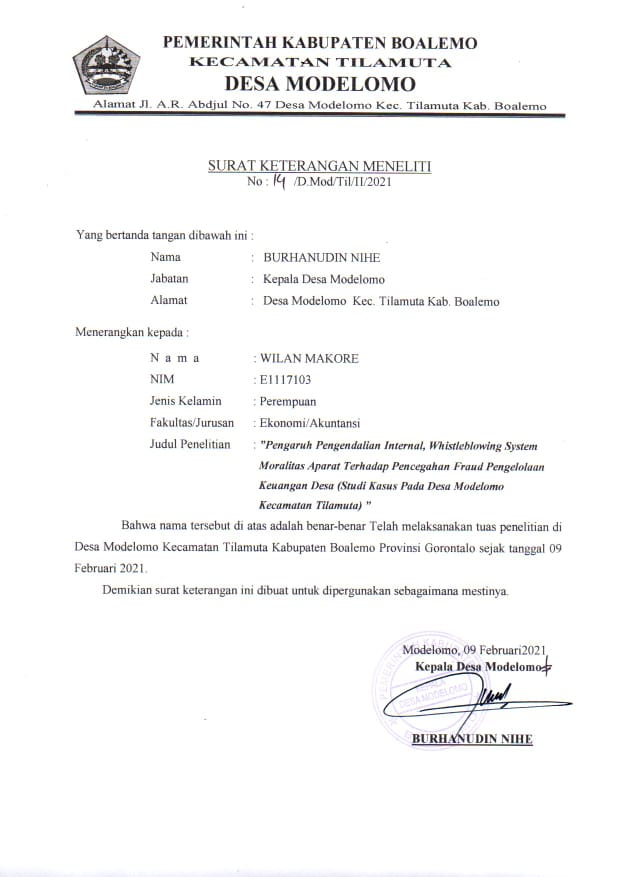 PEMERINTAH KABUPATEN BOALEMO
KECAMATAN TILAMUTA
DESA MODELOMO
Alamat Jl. A.R. Abdjul No. 47 Desa Modelomo Kec. Tilamuta Kab. Boalemo
SURAT KETERANGAN MENELITI
No : 14 /D.Mod/Til/II/2021
Yang bertanda tangan dibawah ini :
Nama : BURHANUDIN NIHE
Jabatan : Kepala Desa Modelomo
Alamat : Desa Modelomo Kec. Tilamuta Kab. Boalemo
Menerangkan kepada :
N a m a : WILAN MAKORE
NIM : E1117103
Jenis Kelamin : Perempuan
Fakultas/Jurusan : Ekonomi/Akuntansi
Judul Penelitian : "Pengaruh Pengendalian Internal, Whistleblowing System
Moralitas Aparat Terhadap Pencegahan Fraud Pengelolaan
Keuangan Desa (Studi Kasus Pada Desa Modelomo
Kecamatan Tilamuta) "
Bahwa nama tersebut di atas adalah benar-benar Telah melaksanakan tuas penelitian di
Desa Modelomo Kecamatan Tilamuta Kabupaten Boalemo Provinsi Gorontalo sejak tanggal 09
Februari 2021.
Demikian surat keterangan ini dibuat untuk dipergunakan sebagaimana mestinya.
Modelomo, 09 Februari2021
Kepala Desa Modelomo
KEPALA
DESA MODELOMO
BURHANUDIN NIHE